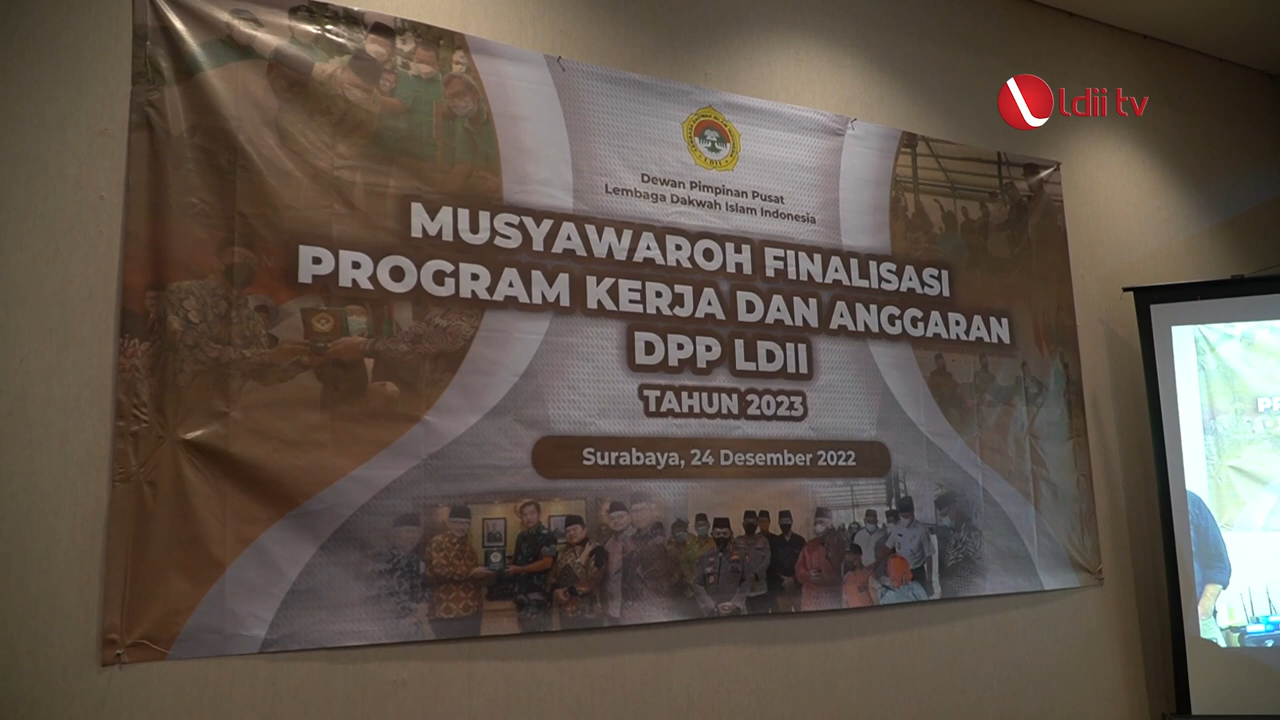 ldii tv
LDII
Dewan Pimpinan Pusat
Lembaga Dakwah Islam Indonesia
MUSYAWAROH FINALISASI
PROGRAM KERJA DAN ANGGARAN
DPP LDII
TAHUN 2023
Surabaya, 24 Desember 2022